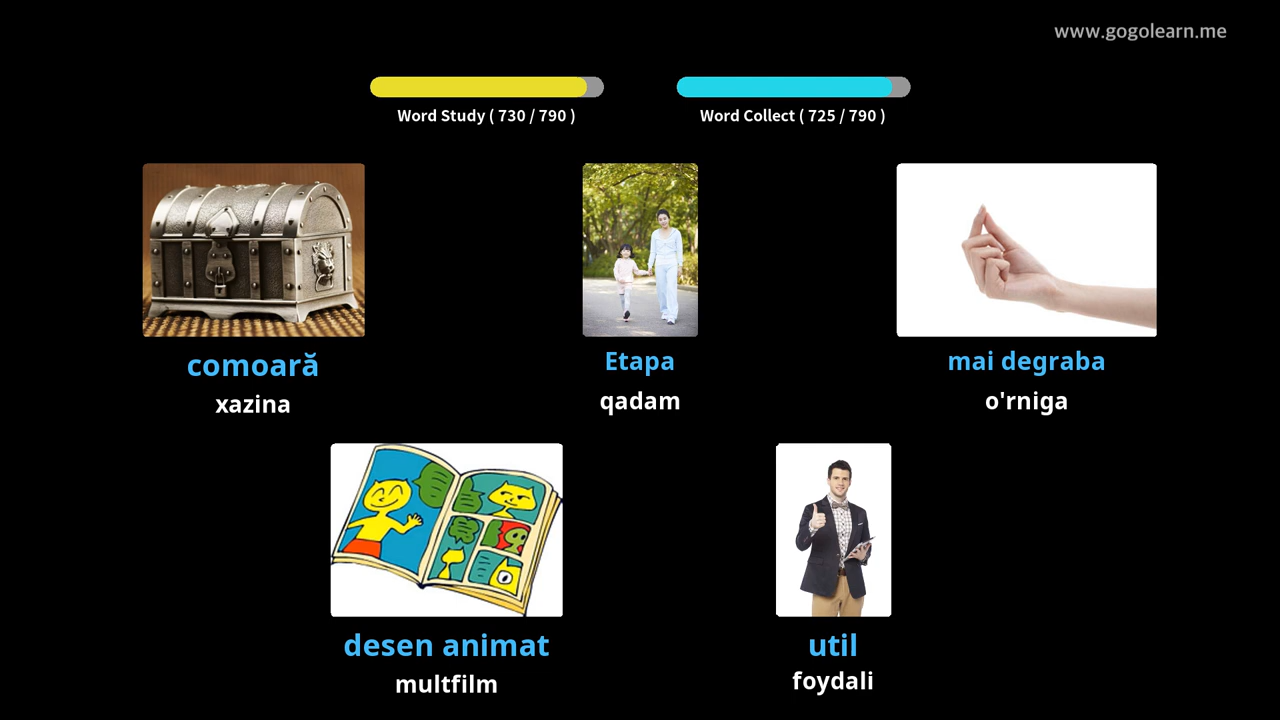 www.gogolearn.me
Word Study ( 730 / 790 )
Word Collect ( 725 / 790 )
comoară
xazina
Etapa
qadam
mai degraba
o'rniga
desen animat
multfilm
util
foydali